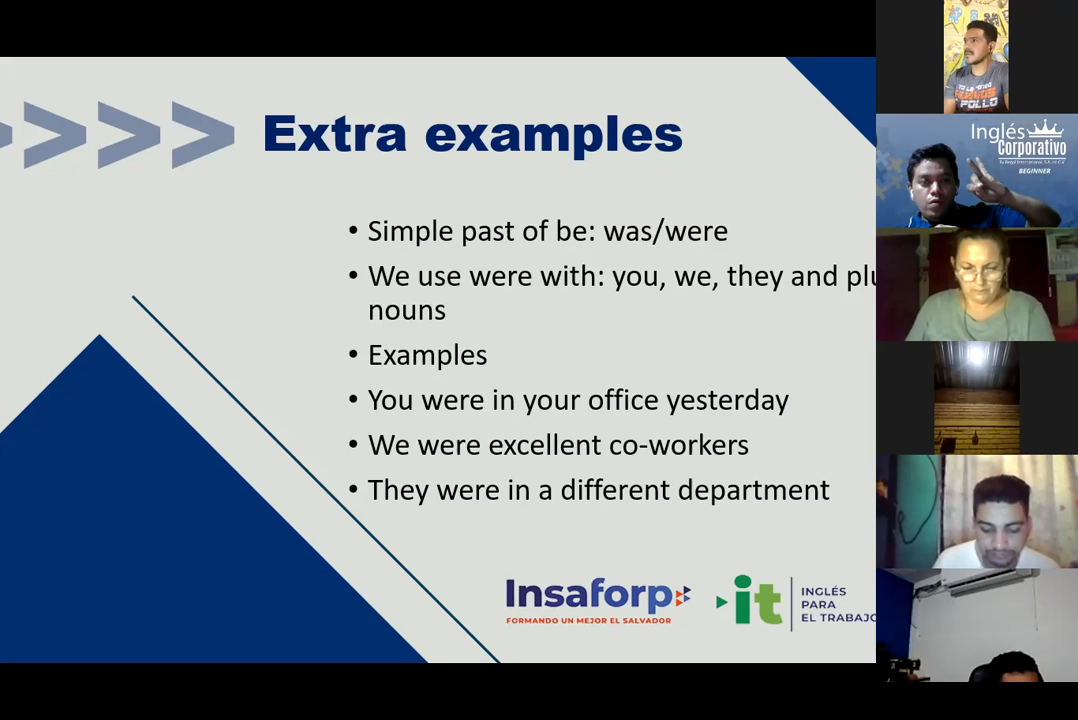 Extra examples
• Simple past of be: was/were
• We use were with: you, we, they and plu
nouns
• Examples
• You were in your office yesterday
• We were excellent co-workers
• They were in a different department
Insaforp
FORMANDO UN MEJOR EL SALVADOR
it
INGLÉS
PARA
EL TRABAJO
POLLO
Inglés
Corporativo
BEGINNER